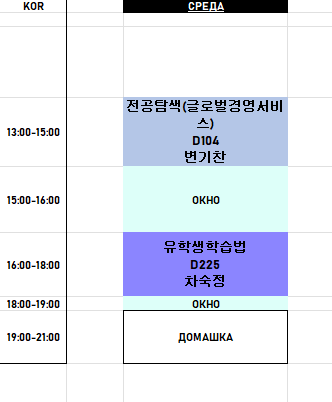 KOR
СРЕДА
전공탐색(글로벌경영서비
스)
D104
변기찬
13:00-15:00
15:00-16:00
ОКНО
유학생학습법
D225
차숙정
16:00-18:00
18:00-19:00
ОКНО
19:00-21:00
ДОМАШКА